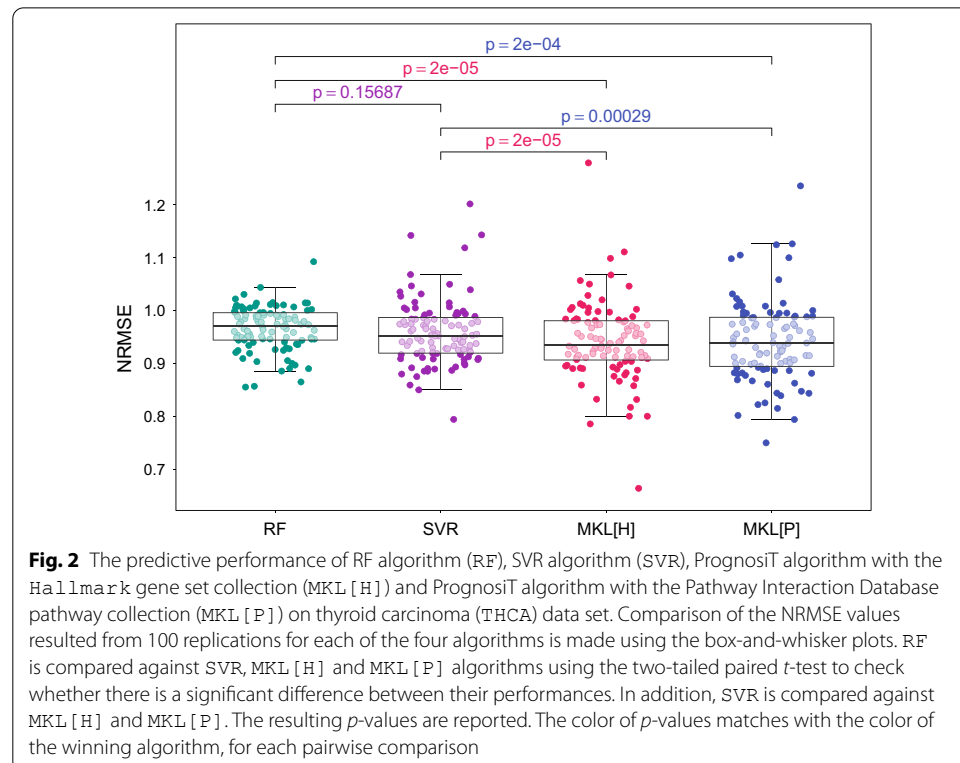 p = 2e−04
p = 2e−05
p = 0.15687
p = 0.00029
p = 2e−05
NRMSE
1.2
1.1
1.0
0.9
0.8
0.7
RF SVR MKL[H] MKL[P]
Fig. 2 The predictive performance of RF algorithm (RF), SVR algorithm (SVR), PrognosiT algorithm with the
Hallmark gene set collection (MKL[H]) and PrognosiT algorithm with the Pathway Interaction Database
pathway collection (MKL[P]) on thyroid carcinoma (THCA) data set. Comparison of the NRMSE values
resulted from 100 replications for each of the four algorithms is made using the box-and-whisker plots. RF
is compared against SVR, MKL[H] and MKL[P] algorithms using the two-tailed paired t-test to check
whether there is a significant difference between their performances. In addition, SVR is compared against
MKL[H] and MKL[P]. The resulting p-values are reported. The color of p-values matches with the color of
the winning algorithm, for each pairwise comparison